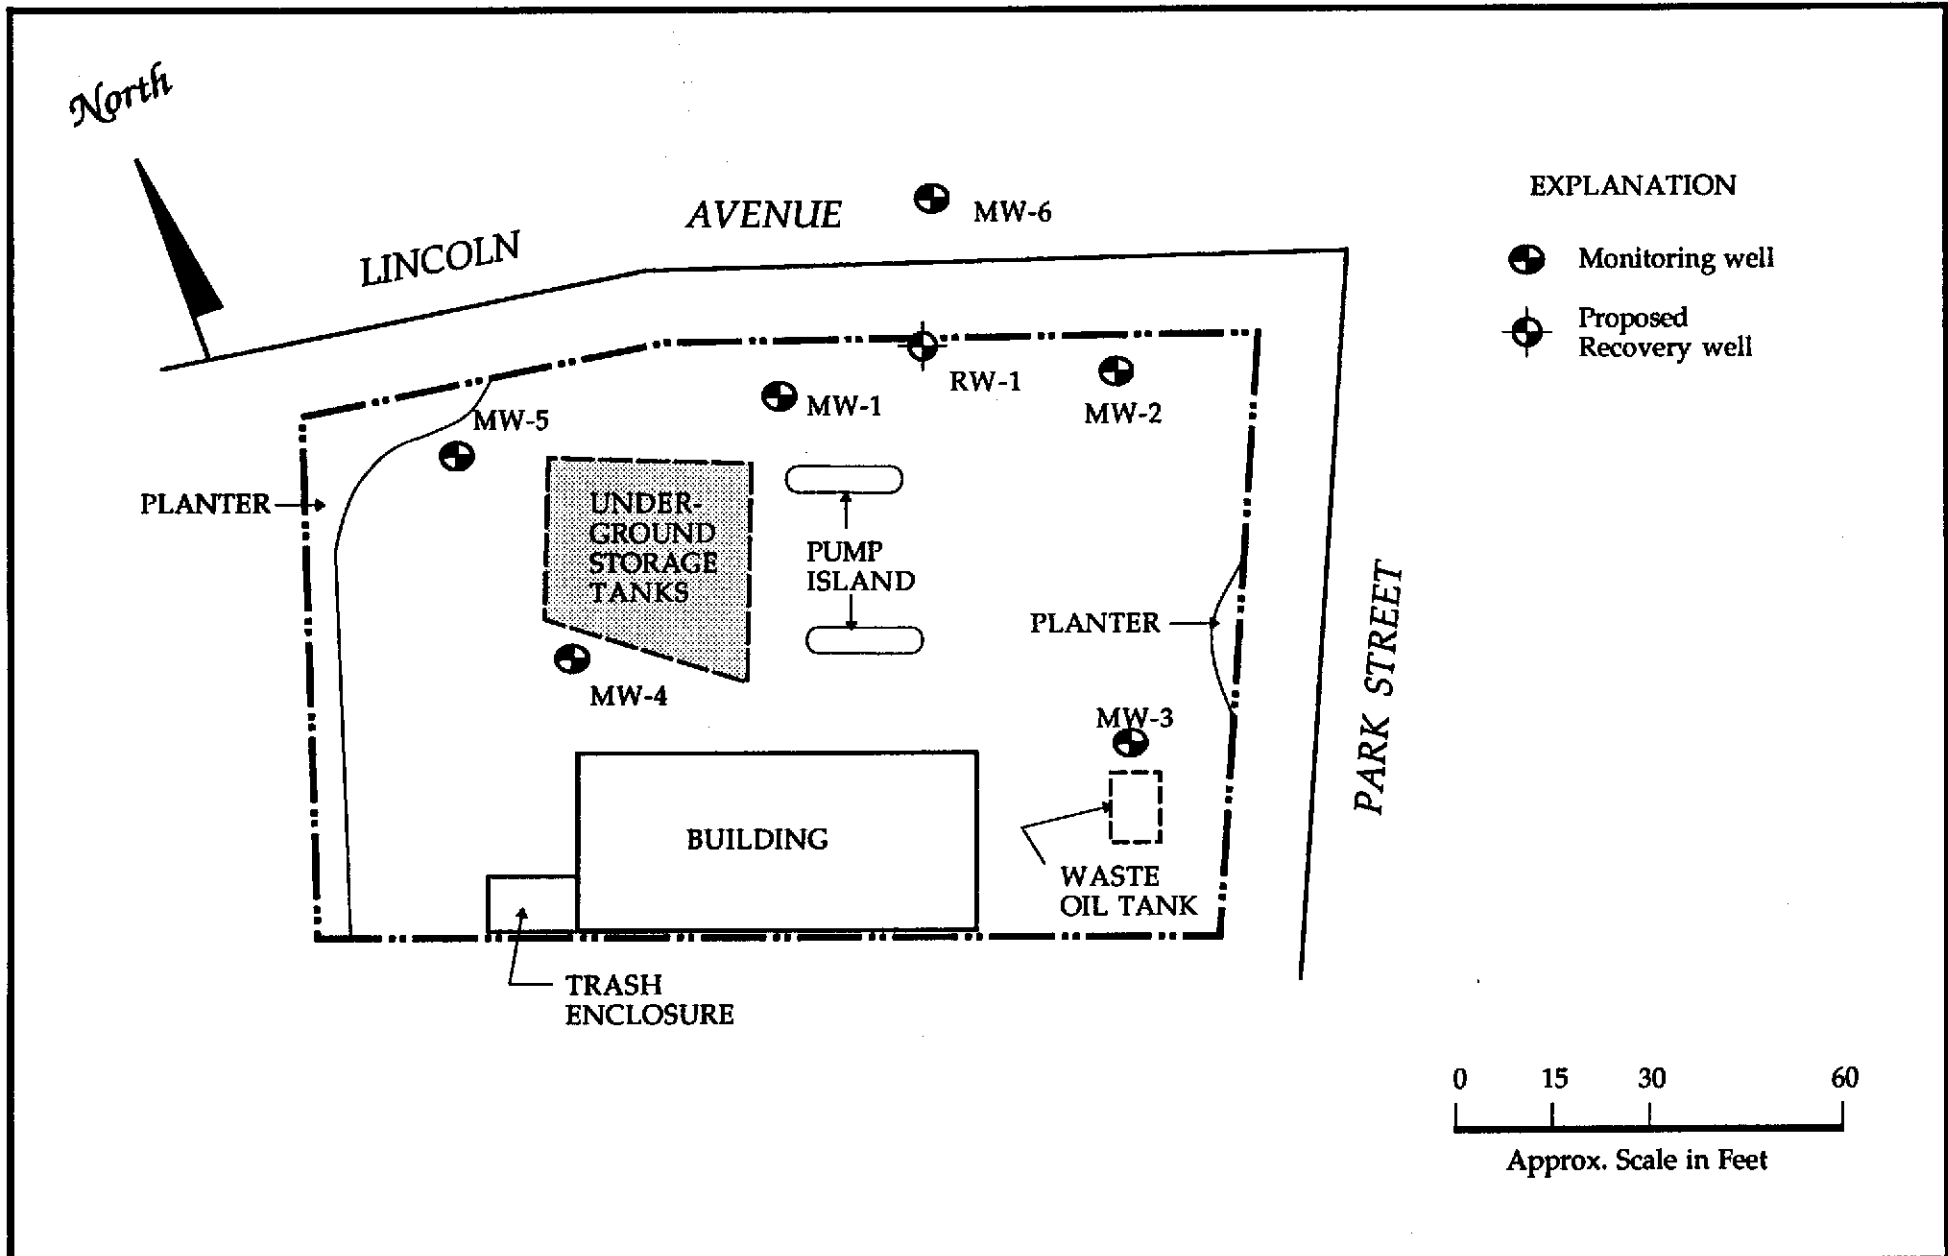 North
EXPLANATION
Monitoring well
Proposed
Recovery well
LINCOLN AVENUE
MW-6
RW-1
MW-1
MW-2
MW-5
PLANTER
UNDER-
GROUND
STORAGE
TANKS
PUMP
ISLAND
PLANTER
PARK STREET
MW-4
MW-3
BUILDING
WASTE
OIL TANK
TRASH
ENCLOSURE
0 15 30 60
Approx. Scale in Feet